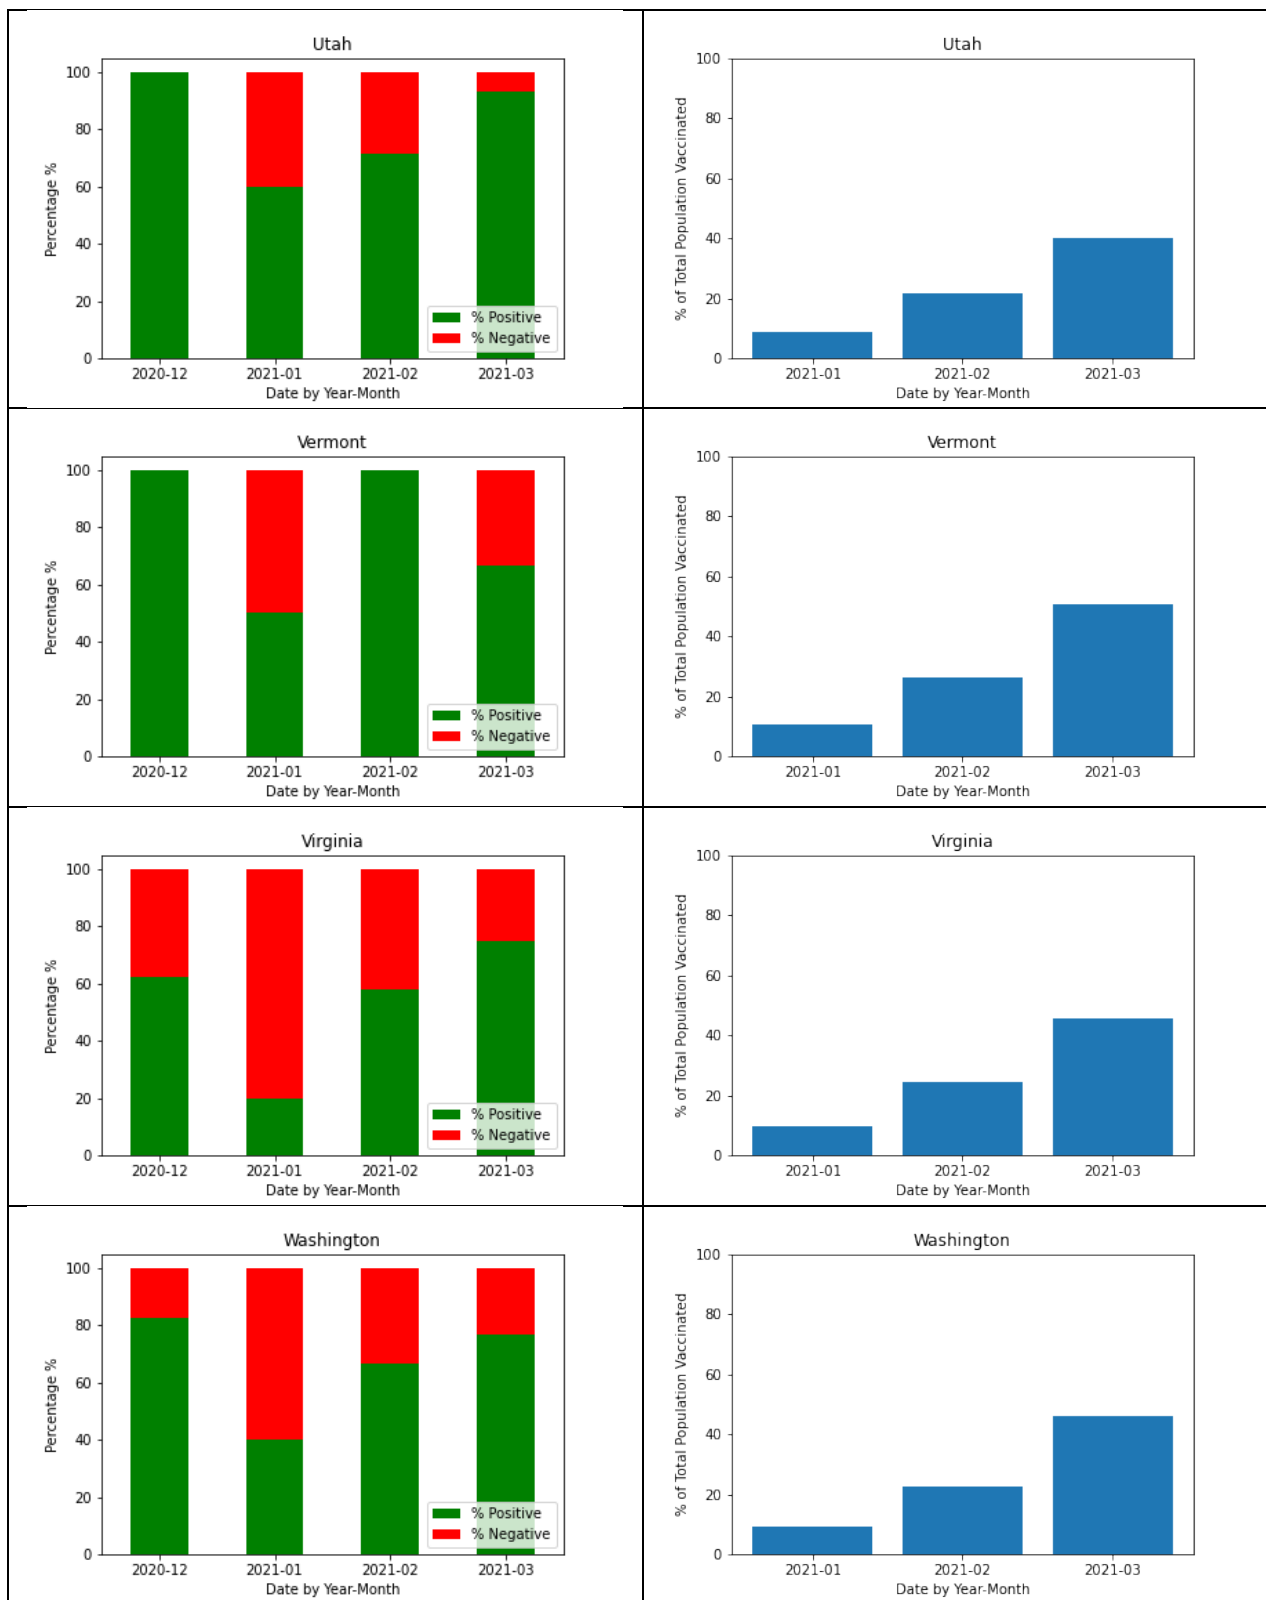 Utah
100
80
60
40
20
0
Percentage %
% Positive
% Negative
2020-12 2021-01 2021-02 2021-03
Date by Year-Month
Utah
100
80
60
40
20
0
% of Total Population Vaccinated
2021-01 2021-02 2021-03
Date by Year-Month
Vermont
100
80
60
40
20
0
Percentage %
% Positive
% Negative
2020-12 2021-01 2021-02 2021-03
Date by Year-Month
Vermont
100
80
60
40
20
0
% of Total Population Vaccinated
2021-01 2021-02 2021-03
Date by Year-Month
Virginia
100
80
60
40
20
0
Percentage %
% Positive
% Negative
2020-12 2021-01 2021-02 2021-03
Date by Year-Month
Virginia
100
80
60
40
20
0
% of Total Population Vaccinated
2021-01 2021-02 2021-03
Date by Year-Month
Washington
100
80
60
40
20
0
Percentage %
% Positive
% Negative
2020-12 2021-01 2021-02 2021-03
Date by Year-Month
Washington
100
80
60
40
20
0
% of Total Population Vaccinated
2021-01 2021-02 2021-03
Date by Year-Month